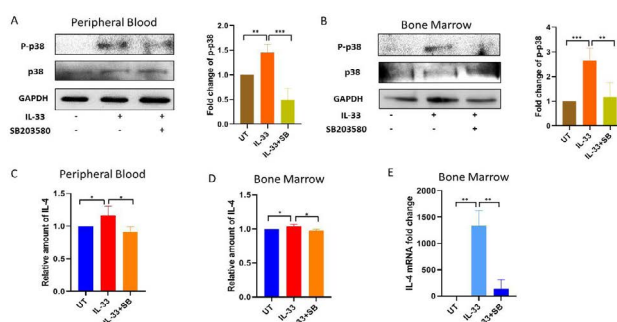 A
Peripheral Blood
P-p38
p38
GAPDH
IL-33 - + +
SB203580 - - +
Fold change of p-p38
2.0
1.5
1.0
0.5
0.0
** ***
UT IL-33 IL-33+SB
B
Bone Marrow
P-p38
p38
GAPDH
IL-33 - + +
SB203580 - - +
Fold change of p-p38
4
3
2
1
0
*** **
UT IL-33 IL-33+SB
C
Peripheral Blood
Relative amount of IL-4
1.5
1.0
0.5
0.0
* *
UT IL-33 IL-33+SB
D
Bone Marrow
Relative amount of IL-4
1.5
1.0
0.5
0.0
* *
UT IL-33 IL-33+SB
E
Bone Marrow
IL-4 mRNA fold change
2000
1500
1000
500
0
** **
UT IL-33 IL-33+SB